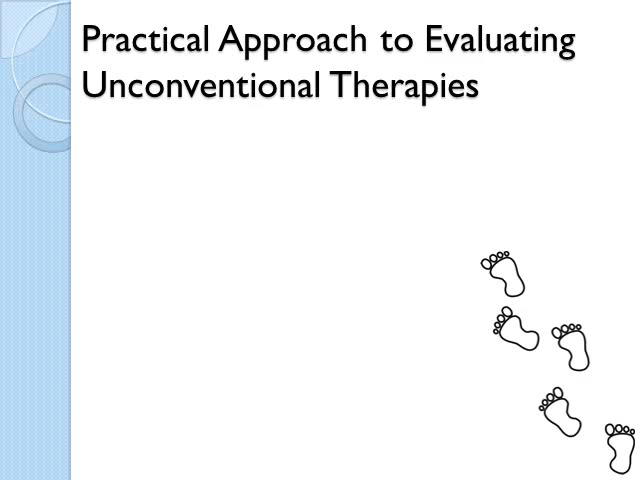 Practical Approach to Evaluating
Unconventional Therapies